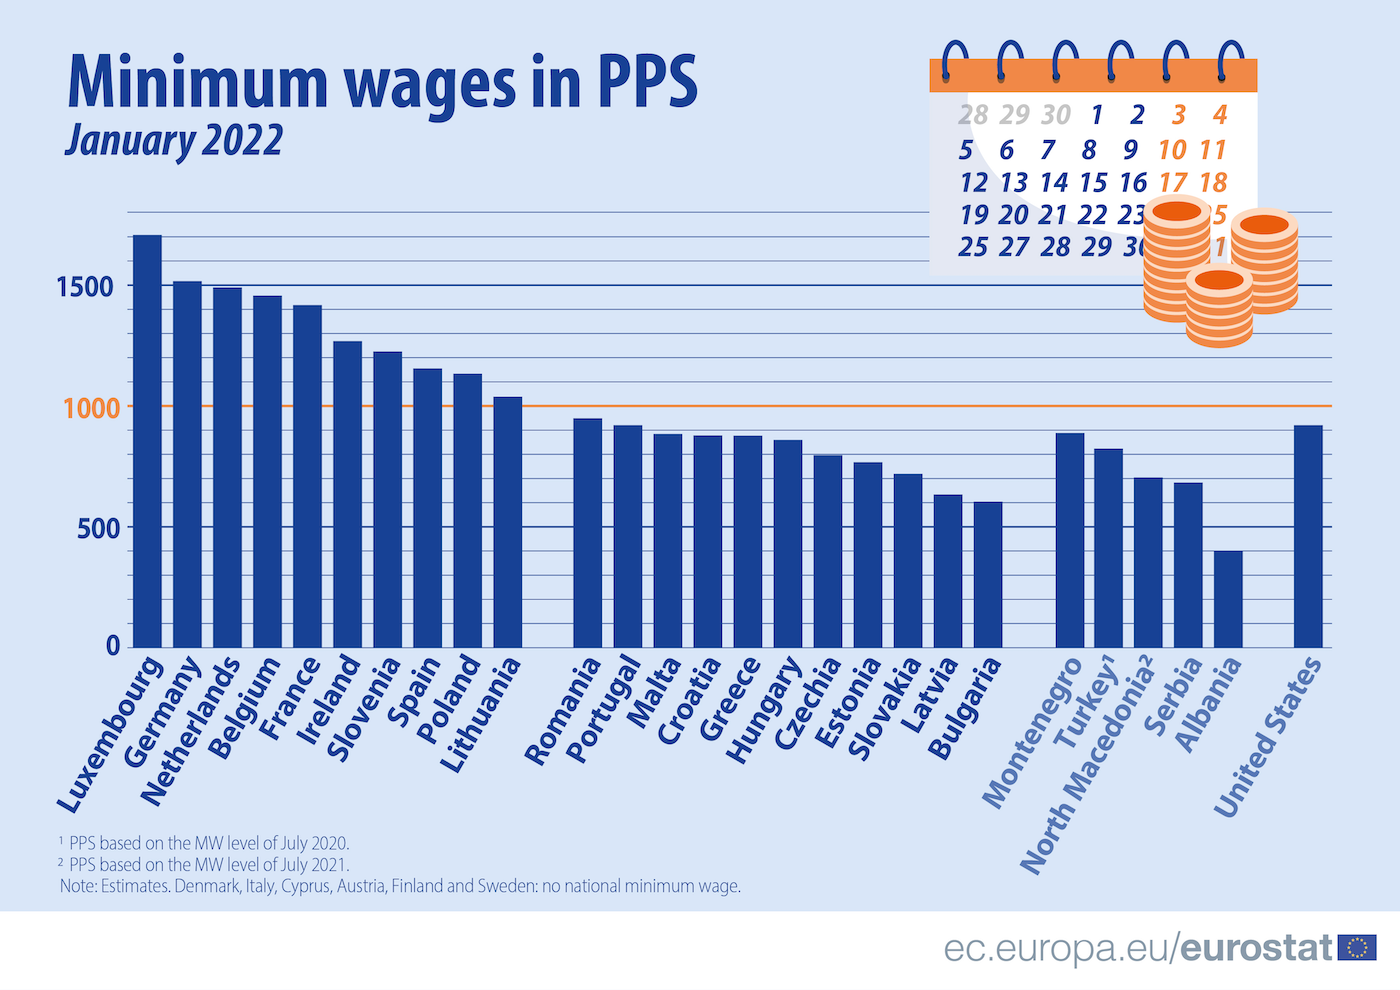 Minimum wages in PPS
January 2022
28 29 30 1 2 3 4
5 6 7 8 9 10 11
12 13 14 15 16 17 18
19 20 21 22 23
25 27 28 29
1500
1000
500
0
Luxembourg
Germany
Netherlands
Belgium
France
Ireland
Slovenia
Spain
Poland
Lithuania
Romania
Portugal
Malta
Croatia
Greece
Hungary
Czechia
Estonia
Slovakia
Latvia
Bulgaria
Montenegro
Turkey¹
North Macedonia²
Serbia
Albania
United States
¹ PPS based on the MW level of July 2020.
² PPS based on the MW level of July 2021.
Note: Estimates. Denmark, Italy, Cyprus, Austria, Finland and Sweden: no national minimum wage.
ec.europa.eu/eurostat